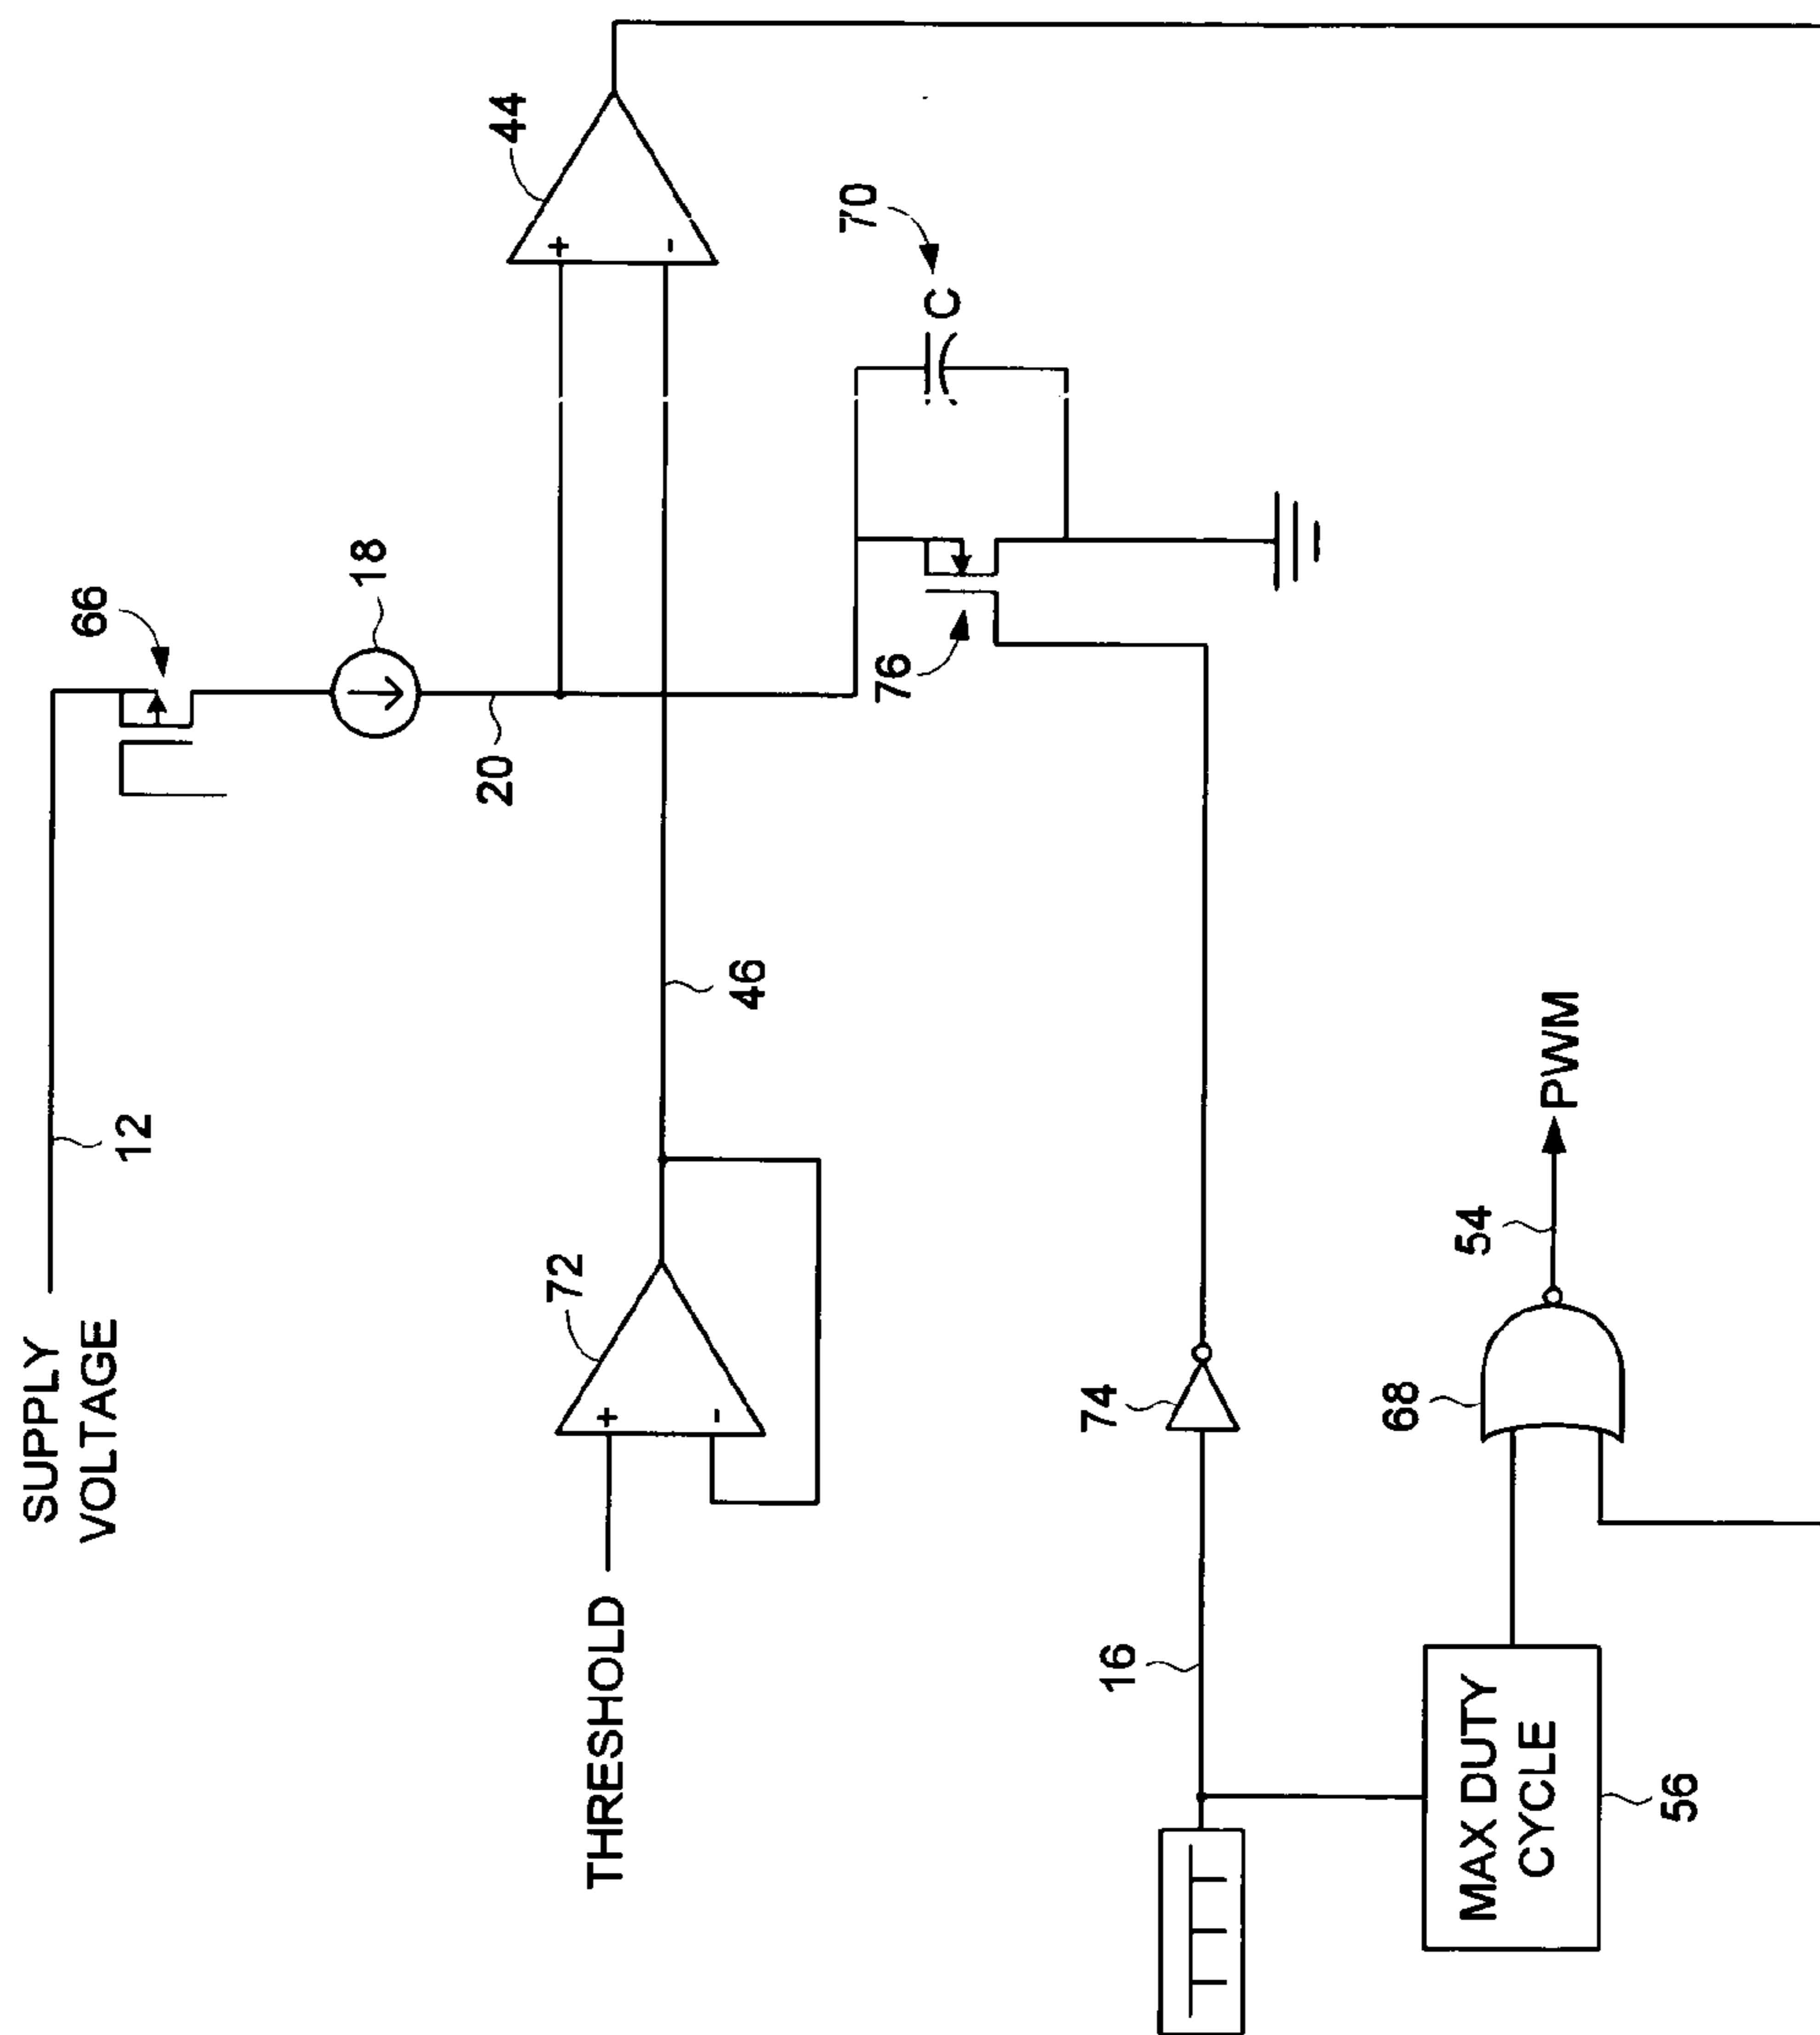 SUPPLY
VOLTAGE
12
66
18
20
44
+
-
THRESHOLD
+
-
72
46
70
C
76
16
74
MAX DUTY
CYCLE
56
68
54
PWM